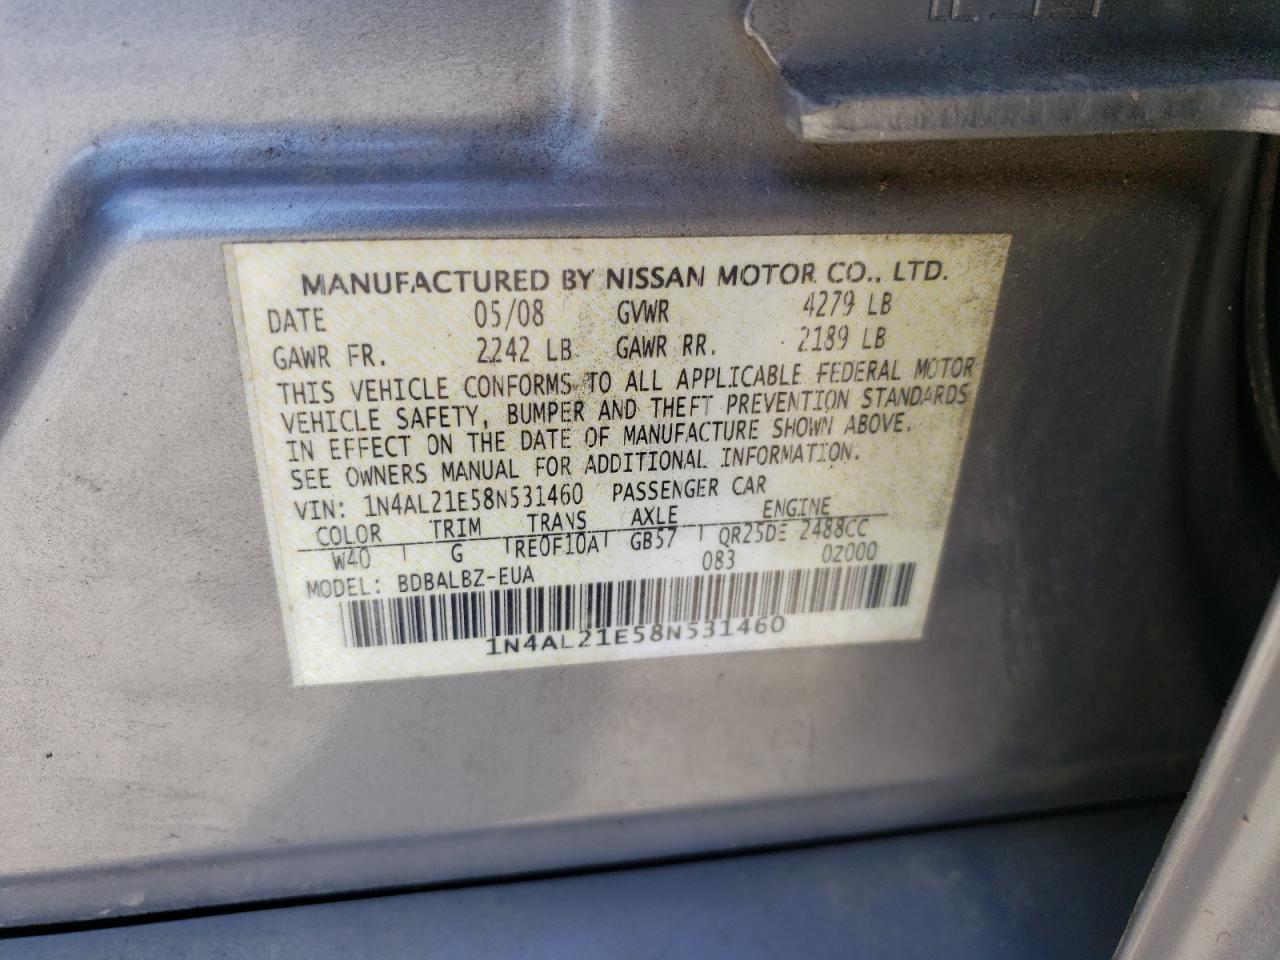 MANUFACTURED BY NISSAN MOTOR CO., LTD.
DATE 05/08 GVWR 4279 LB
GAWR FR. 2242 LB GAWR RR. 2189 LB
THIS VEHICLE CONFORMS TO ALL APPLICABLE FEDERAL MOTOR
VEHICLE SAFETY, BUMPER AND THEFT PREVENTION STANDARDS
IN EFFECT ON THE DATE OF MANUFACTURE SHOWN ABOVE.
SEE OWNERS MANUAL FOR ADDITIONAL INFORMATION.
VIN: 1N4AL21E58N531460 PASSENGER CAR
COLOR TRIM TRANS AXLE ENGINE
W40 G RE0F10A GB57 QR25DE 2488CC
083 02000
MODEL: BDBALBZ-EUA
1N4AL21E58N531460